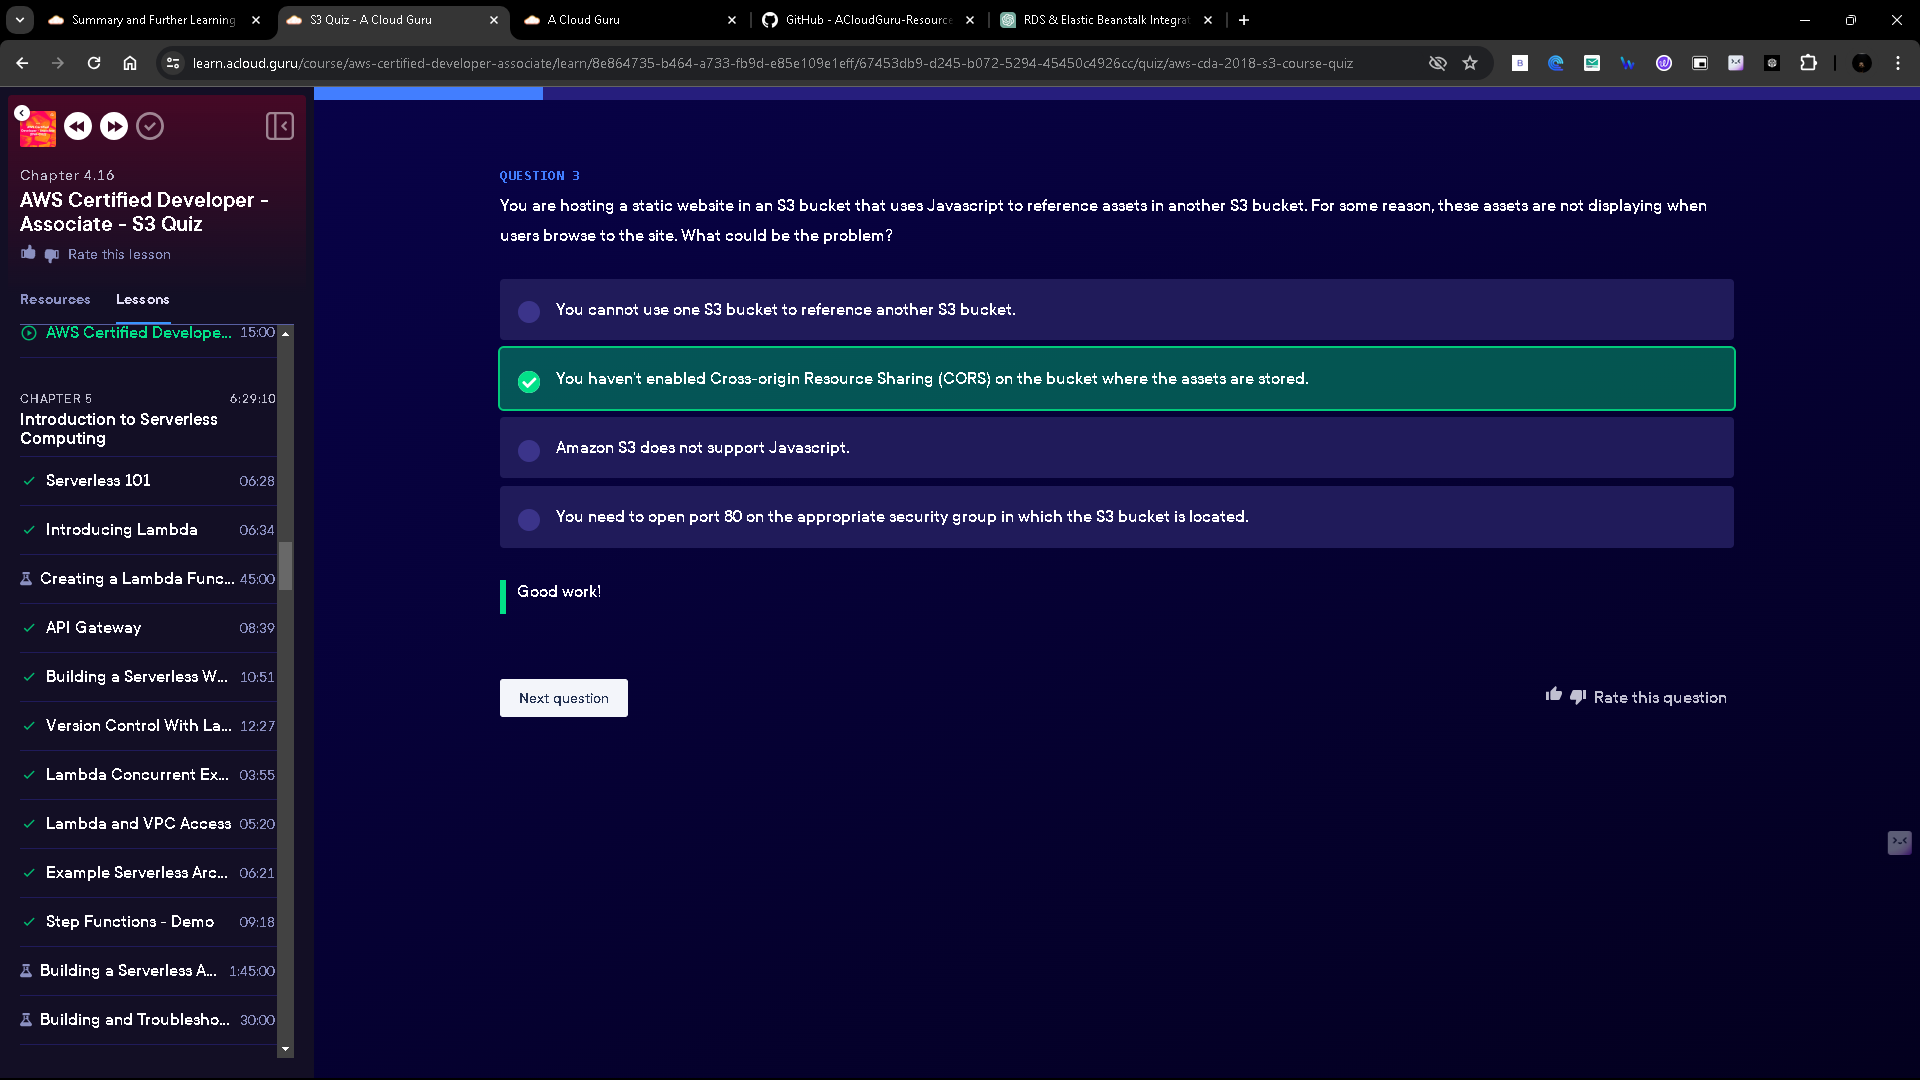 Summary and Further Learning
S3 Quiz - A Cloud Guru
A Cloud Guru
GitHub - ACloudGuru-Resource
RDS & Elastic Beanstalk Integrat
learn.acloud.guru/course/aws-certified-developer-associate/learn/8e864735-b464-a733-fb9d-e85e109e1eff/67453db9-d245-b072-5294-45450c4926cc/quiz/aws-cda-2018-s3-course-quiz
Chapter 4.16
AWS Certified Developer -
Associate - S3 Quiz
Rate this lesson
Resources
Lessons
AWS Certified Develope... 15:00
CHAPTER 5 6:29:10
Introduction to Serverless
Computing
Serverless 101 06:28
Introducing Lambda 06:34
Creating a Lambda Func... 45:00
API Gateway 08:39
Building a Serverless W... 10:51
Version Control With La... 12:27
Lambda Concurrent Ex... 03:55
Lambda and VPC Access 05:20
Example Serverless Arc... 06:21
Step Functions - Demo 09:18
Building a Serverless A... 1:45:00
Building and Troublesho... 30:00
QUESTION 3
You are hosting a static website in an S3 bucket that uses Javascript to reference assets in another S3 bucket. For some reason, these assets are not displaying when
users browse to the site. What could be the problem?
You cannot use one S3 bucket to reference another S3 bucket.
You haven't enabled Cross-origin Resource Sharing (CORS) on the bucket where the assets are stored.
Amazon S3 does not support Javascript.
You need to open port 80 on the appropriate security group in which the S3 bucket is located.
Good work!
Next question
Rate this question